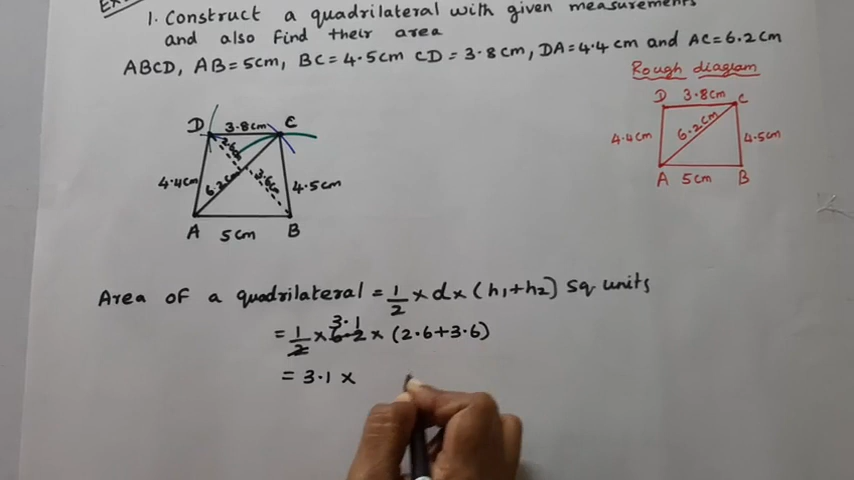 1. Construct a quadrilateral with given measurements
and also find their area
ABCD, AB=5cm, BC=4.5cm CD=3.8cm, DA=4.4cm and AC=6.2cm
Rough diagram
D 3.8cm C
4.4cm 6.2cm 4.5cm
A 5cm B
D 3.8cm C
2.6cm
4.4cm 6.2cm 3.6cm 4.5cm
A 5cm B
Area of a quadrilateral = 1/2 × d × (h1+h2) sq units
3.1
= 1/2 × 6.2 × (2.6+3.6)
= 3.1 ×